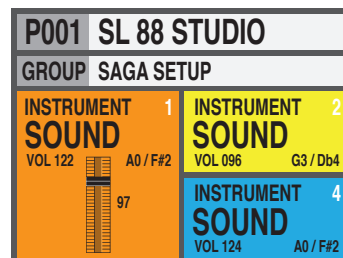 P001 SL 88 STUDIO
GROUP SAGA SETUP
INSTRUMENT 1
SOUND
VOL 122 A0 / F#2
97
INSTRUMENT 2
SOUND
VOL 096 G3 / Db4
INSTRUMENT 4
SOUND
VOL 124 A0 / F#2